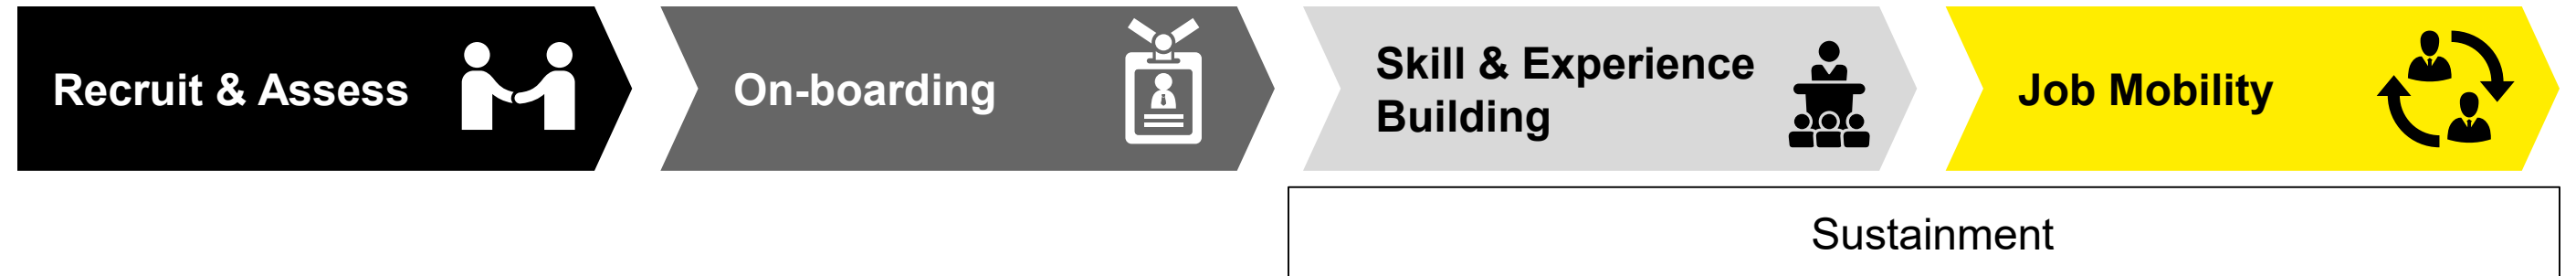 Recruit & Assess
On-boarding
Skill & Experience
Building
Job Mobility
Sustainment